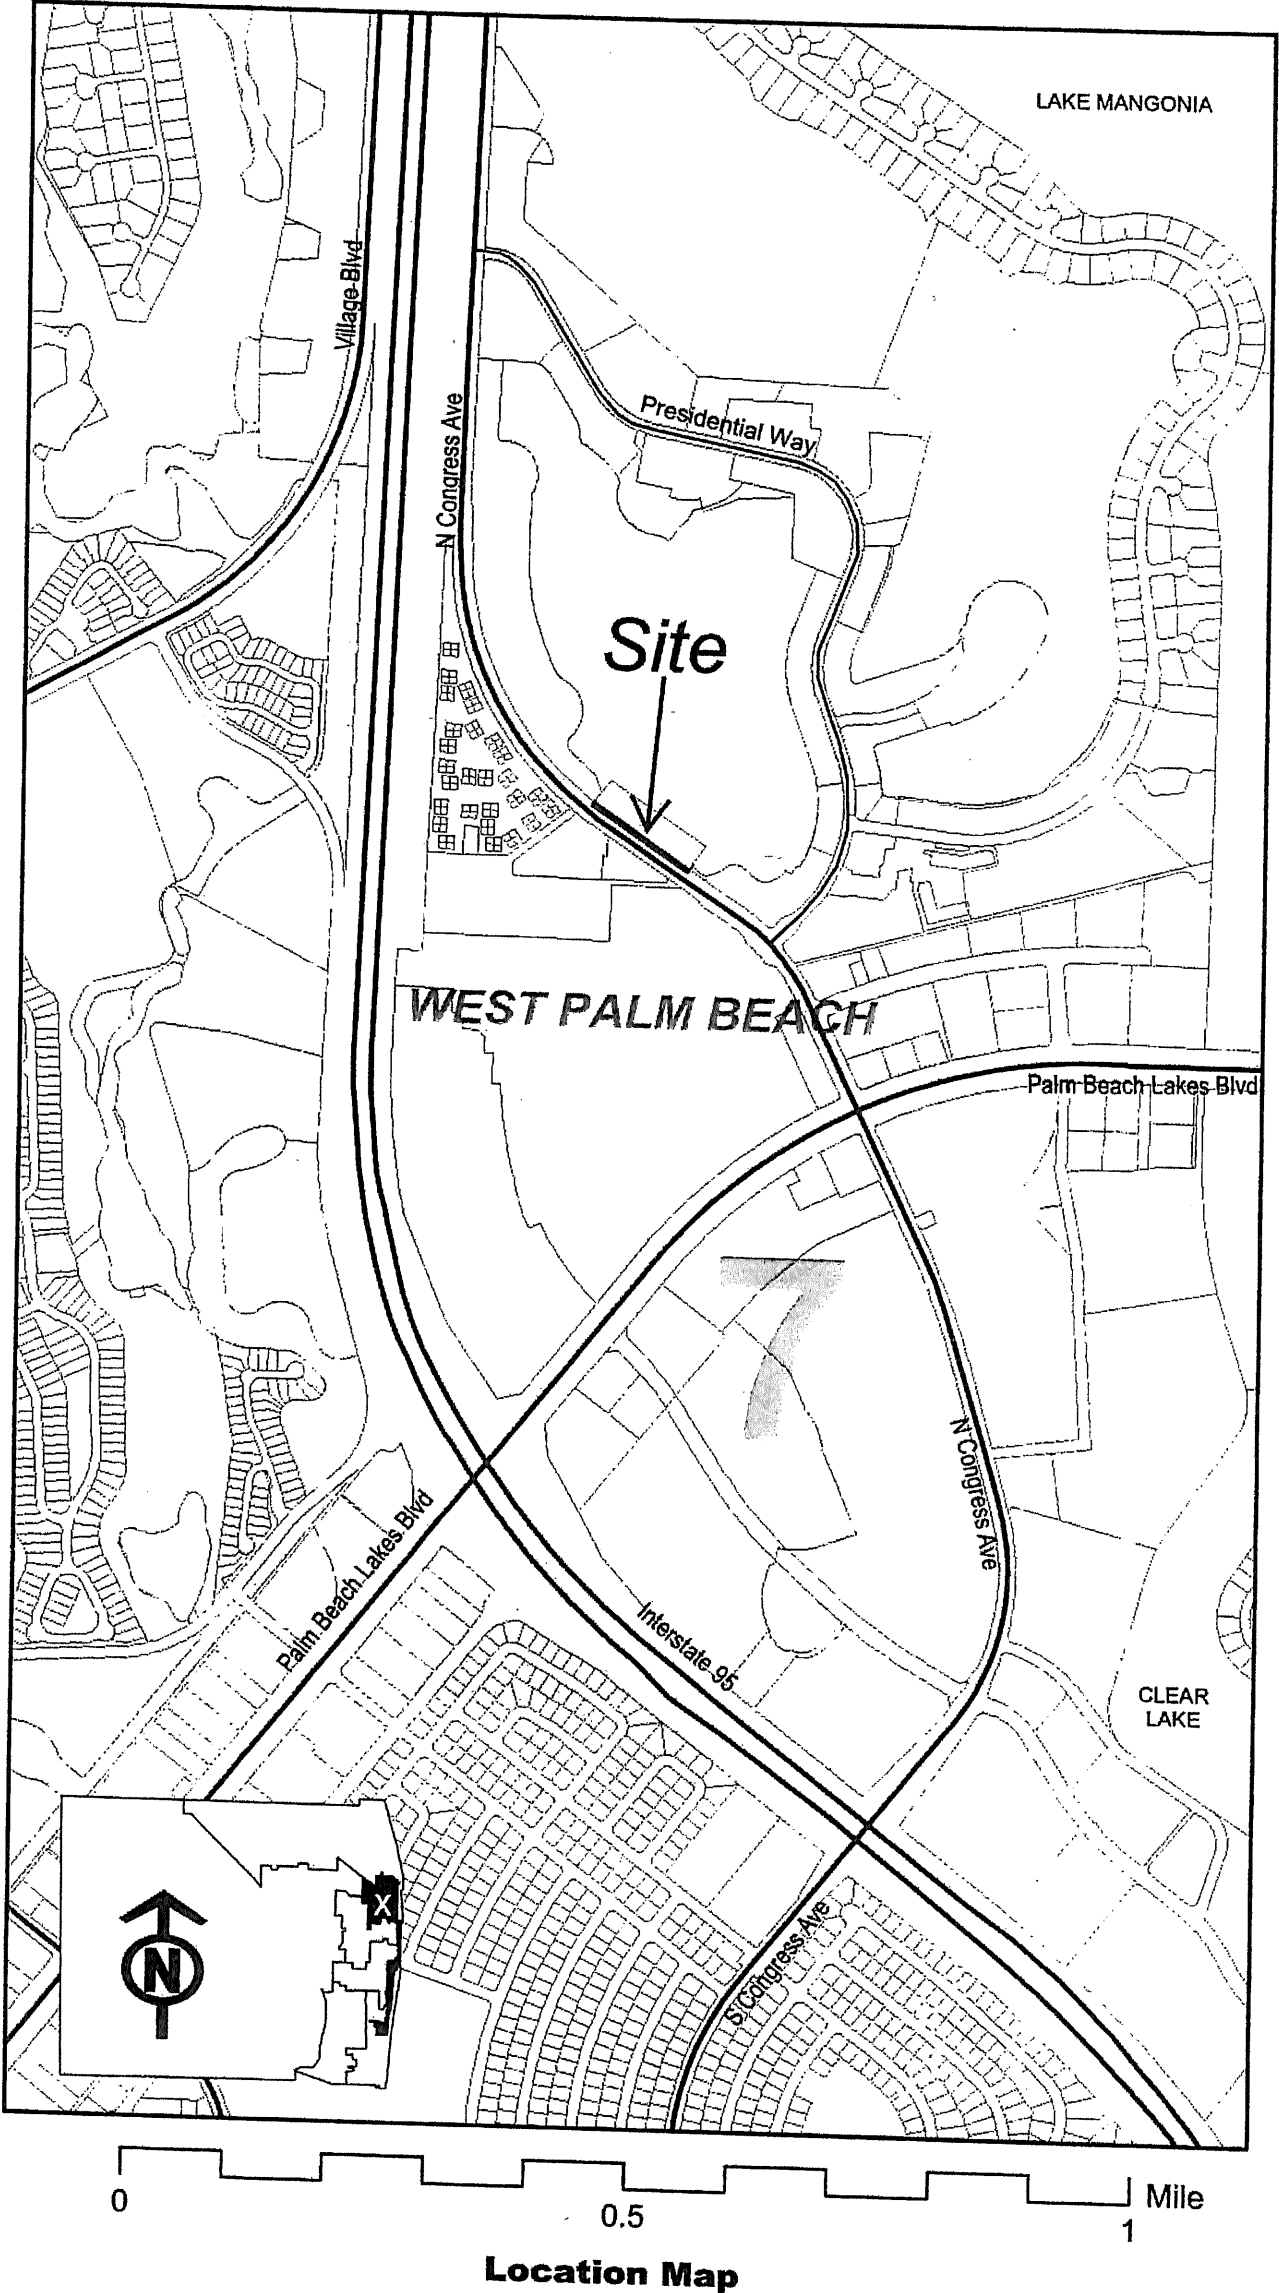 LAKE MANGONIA
Village Blvd
N Congress Ave
Presidential Way
Site
WEST PALM BEACH
Palm Beach Lakes Blvd
7
N Congress Ave
Palm Beach Lakes Blvd
Interstate 95
CLEAR
LAKE
X
N
S Congress Ave
0
0.5
1
Mile
Location Map